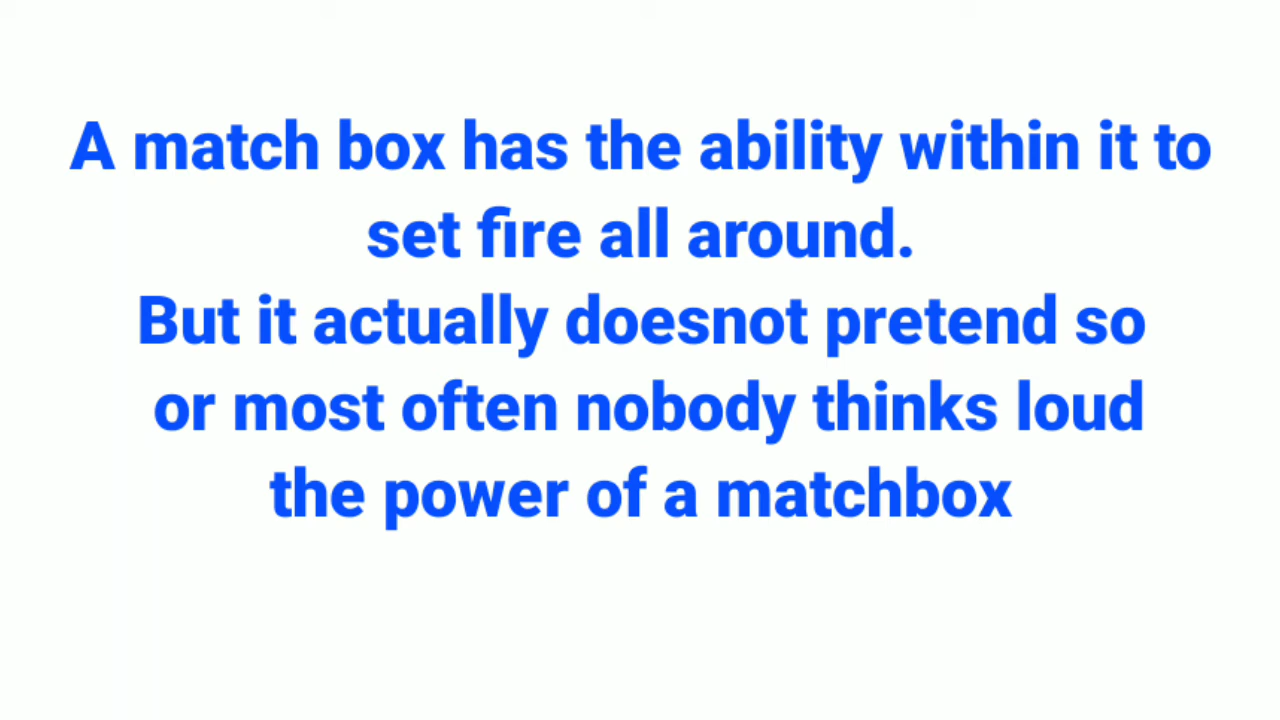 A match box has the ability within it to
set fire all around.
But it actually doesnot pretend so
or most often nobody thinks loud
the power of a matchbox